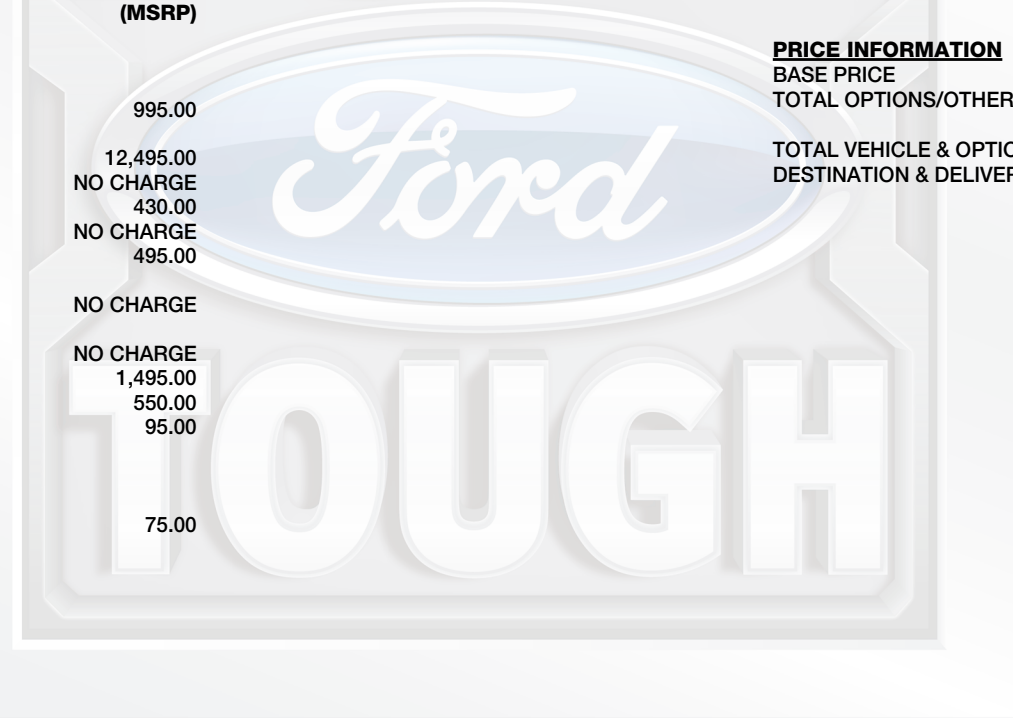 (MSRP)
995.00
12,495.00
NO CHARGE
430.00
NO CHARGE
495.00
NO CHARGE
NO CHARGE
1,495.00
550.00
95.00
75.00
PRICE INFORMATION
BASE PRICE
TOTAL OPTIONS/OTHER
TOTAL VEHICLE & OPTIO
DESTINATION & DELIVER
Ford
TOUGH